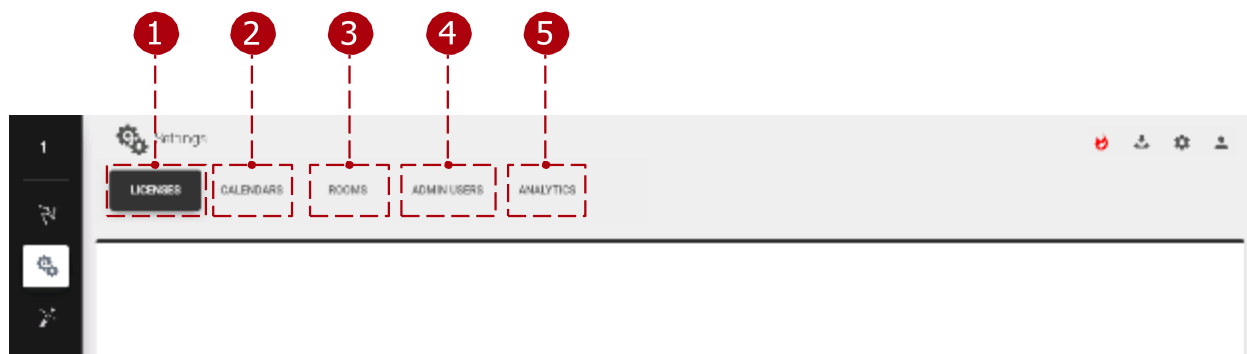 1 2 3 4 5
1
Settings
LICENSES CALENDARS ROOMS ADMIN USERS ANALYTICS